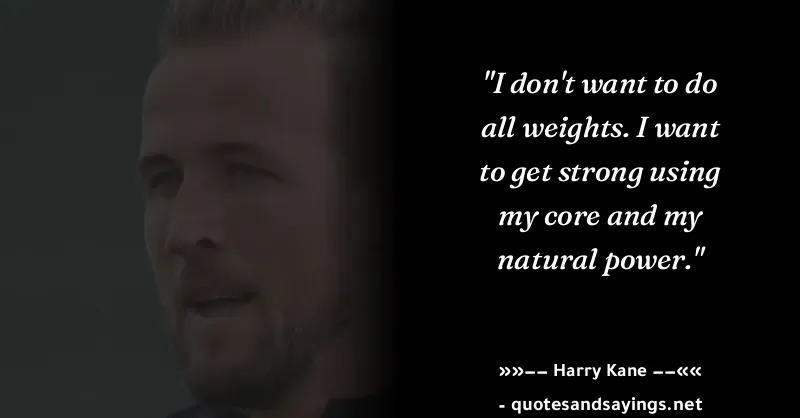 "I don't want to do
all weights. I want
to get strong using
my core and my
natural power."
»»−− Harry Kane −−««
- quotesandsayings.net